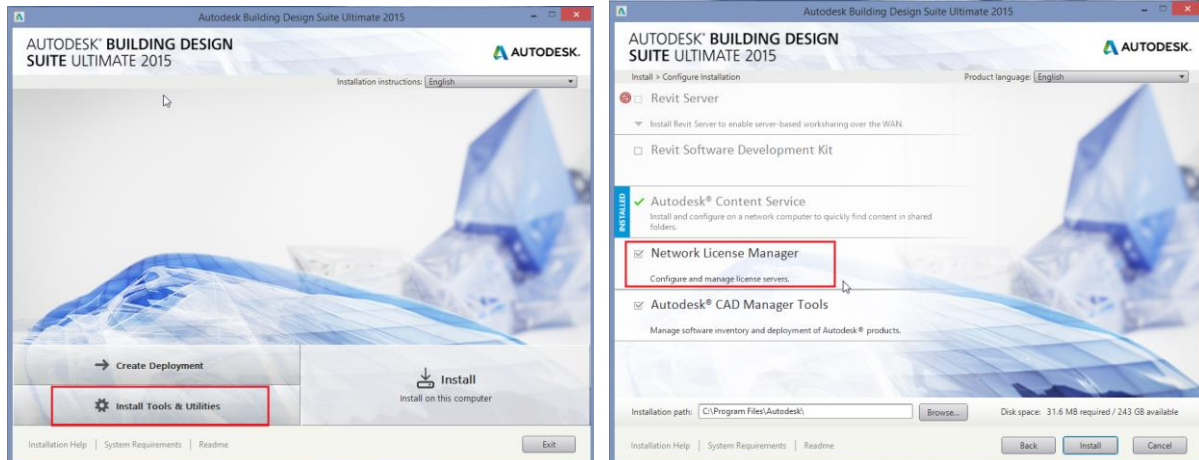 Autodesk Building Design Suite Ultimate 2015
AUTODESK® BUILDING DESIGN
SUITE ULTIMATE 2015
AUTODESK.
Installation instructions: English
Create Deployment
Install Tools & Utilities
Install
Install on this computer
Installation Help | System Requirements | Readme
Exit
Autodesk Building Design Suite Ultimate 2015
AUTODESK® BUILDING DESIGN
SUITE ULTIMATE 2015
AUTODESK.
Install > Configure Installation
Product language: English
Revit Server
Install Revit Server to enable server-based worksharing over the WAN.
Revit Software Development Kit
INSTALLED
Autodesk® Content Service
Install and configure on a network computer to quickly find content in shared
folders.
Network License Manager
Configure and manage license servers.
Autodesk® CAD Manager Tools
Manage software inventory and deployment of Autodesk® products.
Installation path: C:\Program Files\Autodesk\
Browse...
Disk space: 31.6 MB required / 243 GB available
Installation Help | System Requirements | Readme
Back
Install
Cancel